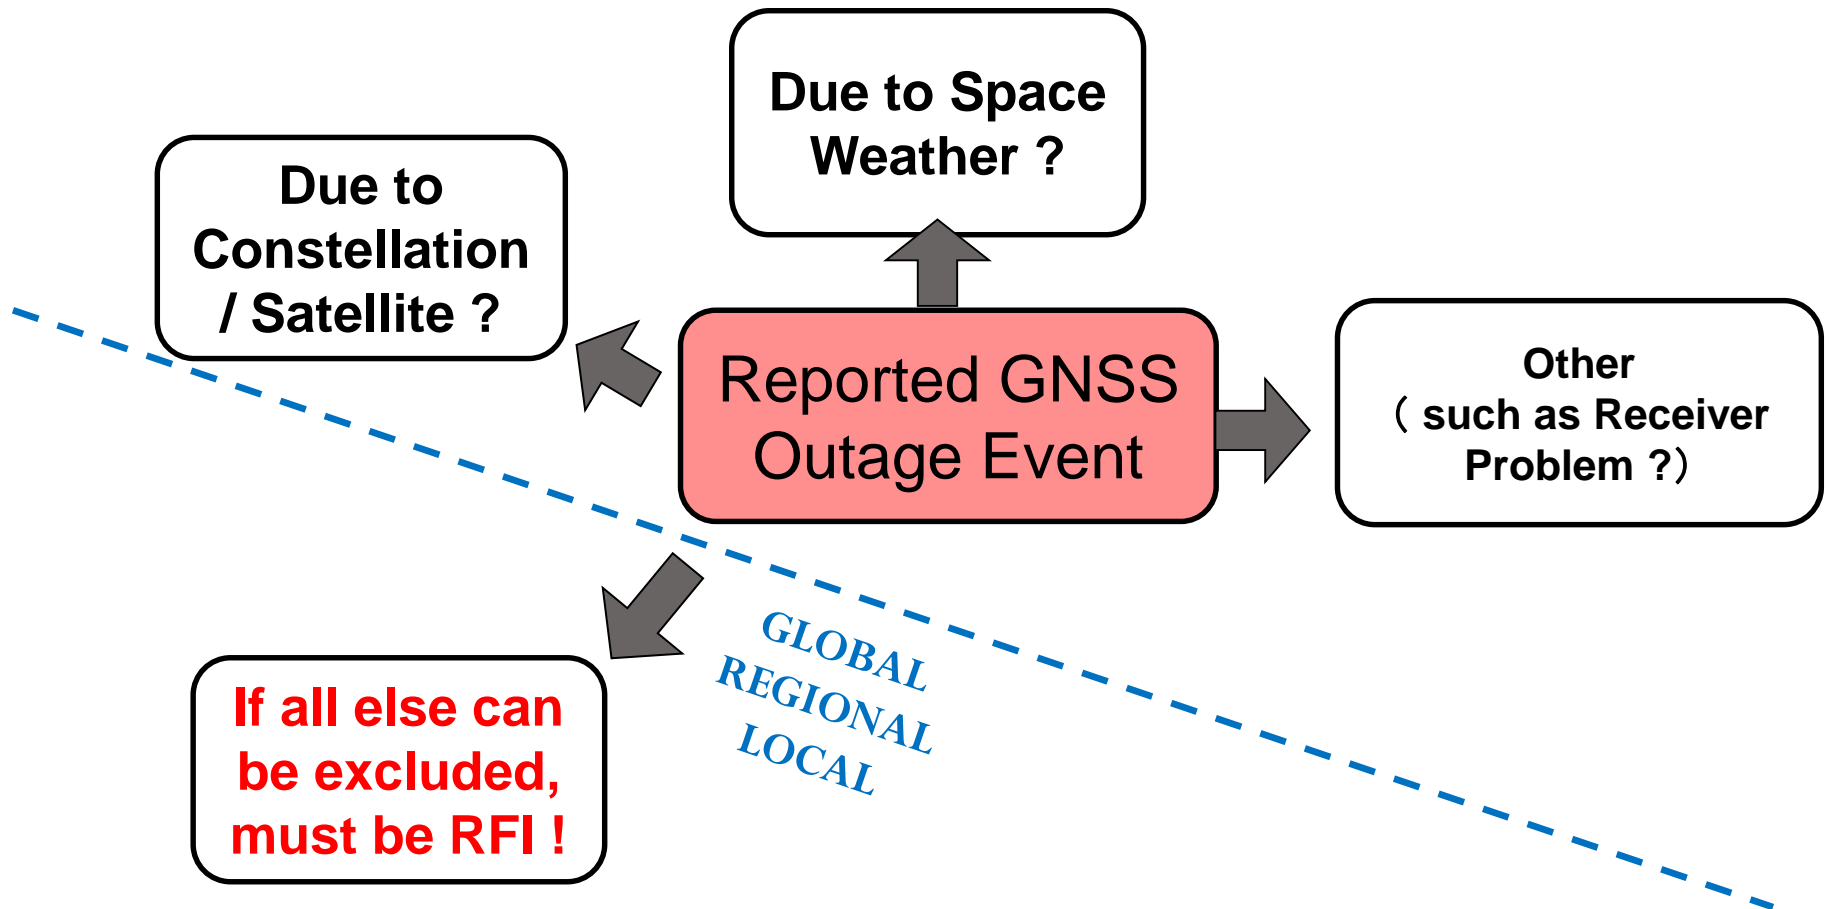 Due to Space
Weather ?
Due to
Constellation
/ Satellite ?
Reported GNSS
Outage Event
Other
（ such as Receiver
Problem ?）
GLOBAL
REGIONAL
LOCAL
If all else can
be excluded,
must be RFI !